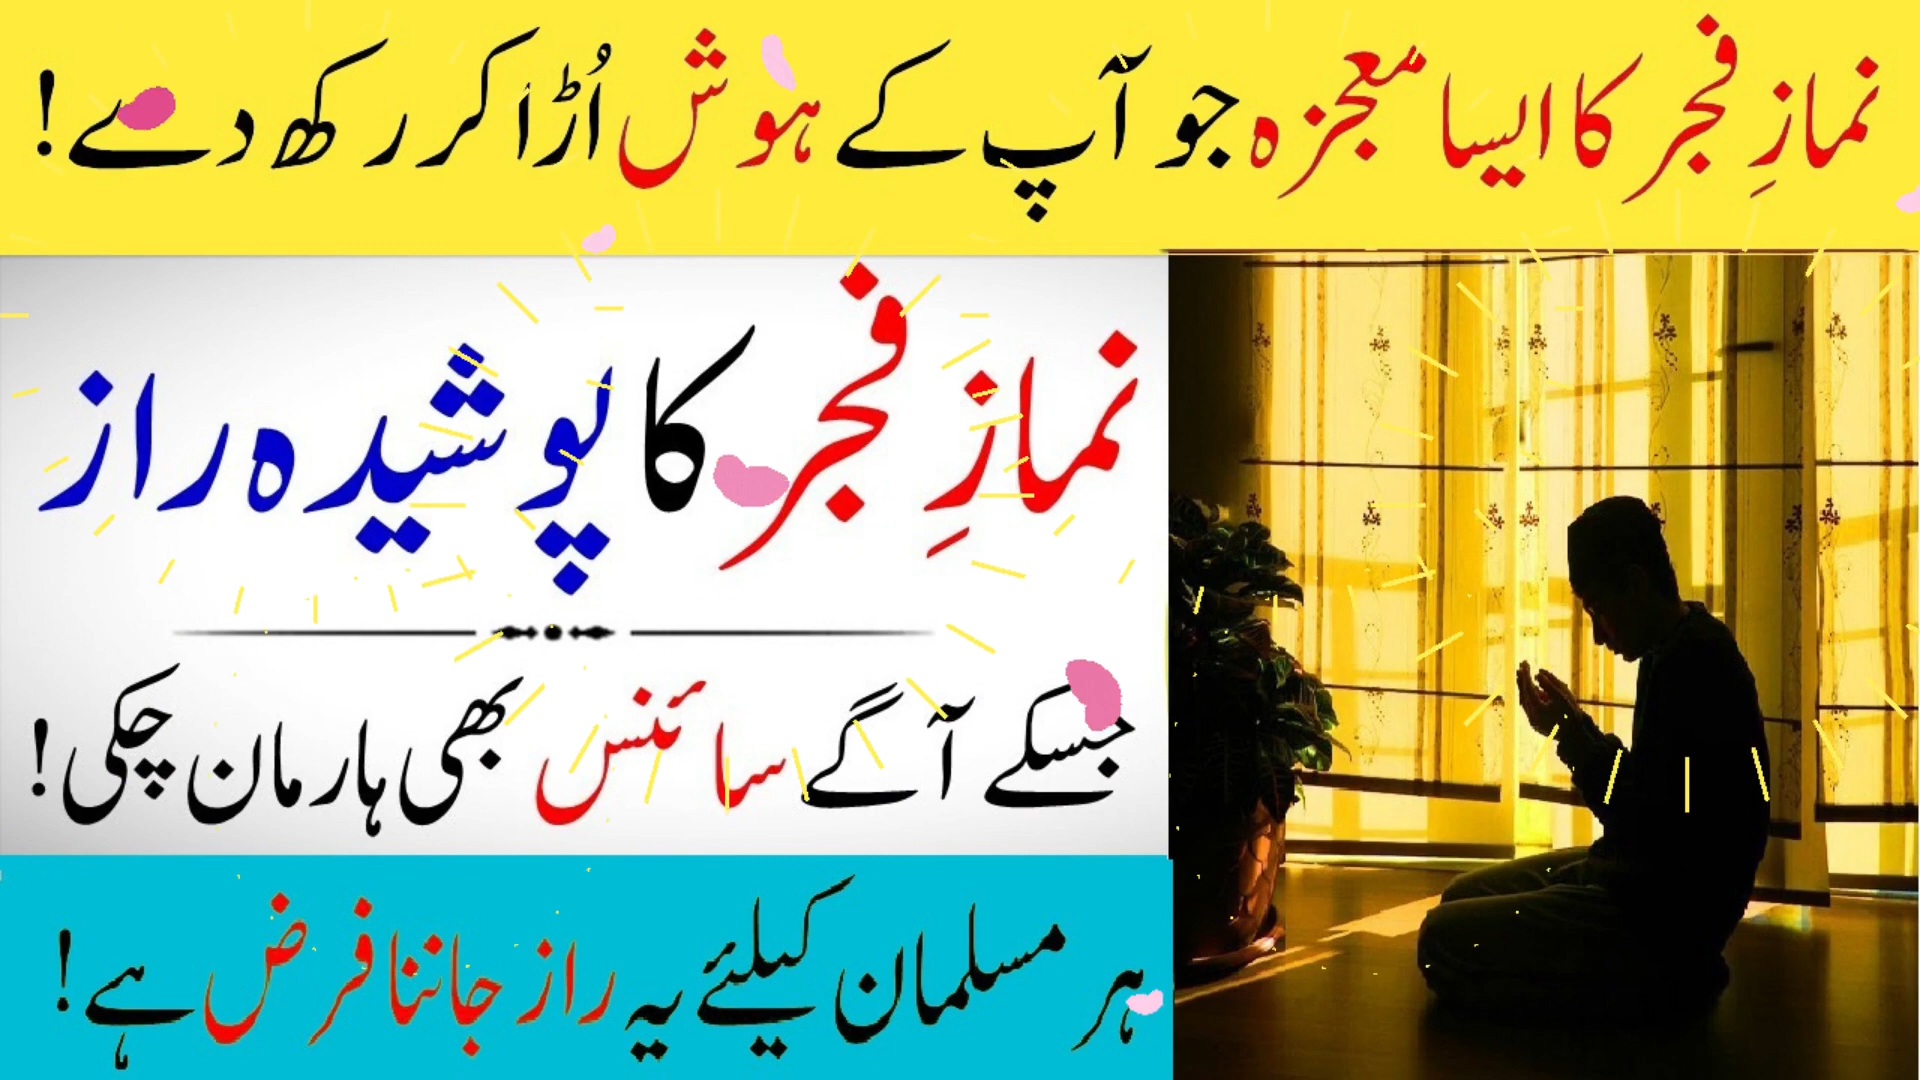 نمازِ فجر کا ایسا معجزہ جو آپ کے ہوش اُڑا کر رکھ دے!
نمازِ فجر کا پوشیدہ راز
جسکے آگے سائنس بھی ہار مان چکی!
ہر مسلمان کیلئے یہ راز جاننا فرض ہے!